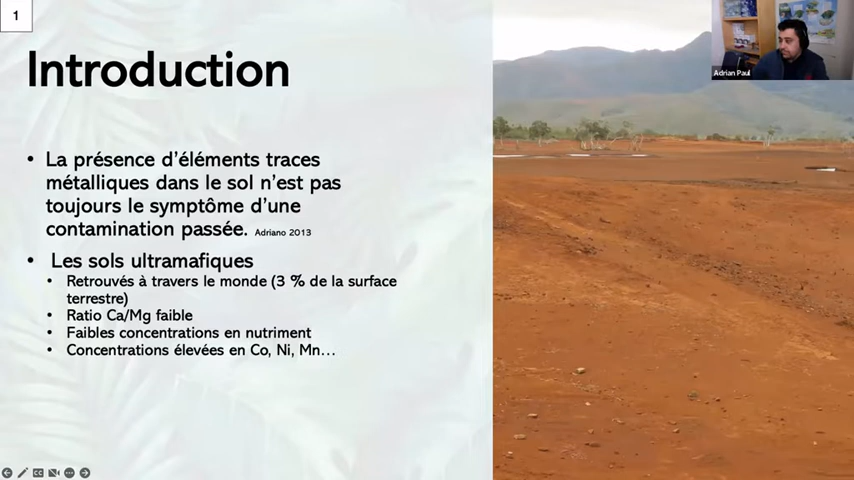 1
Introduction
• La présence d'éléments traces
métalliques dans le sol n'est pas
toujours le symptôme d'une
contamination passée. Adriano 2013
• Les sols ultramafiques
• Retrouvés à travers le monde (3 % de la surface
terrestre)
• Ratio Ca/Mg faible
• Faibles concentrations en nutriment
• Concentrations élevées en Co, Ni, Mn…
Adrian Paul